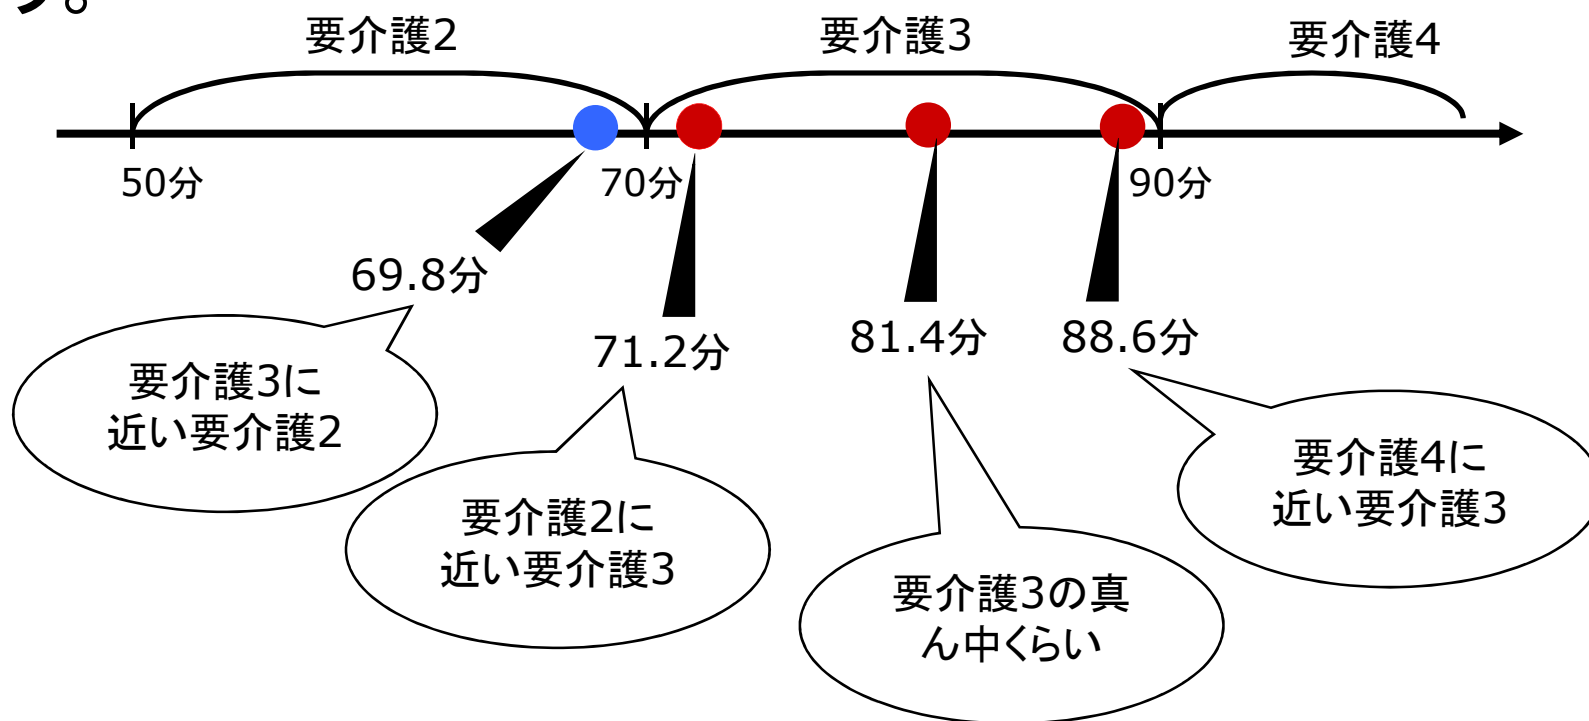 す。
要介護2
要介護3
要介護4
50分
70分
90分
69.8分
71.2分
81.4分
88.6分
要介護3に
近い要介護2
要介護2に
近い要介護3
要介護3の真
ん中くらい
要介護4に
近い要介護3